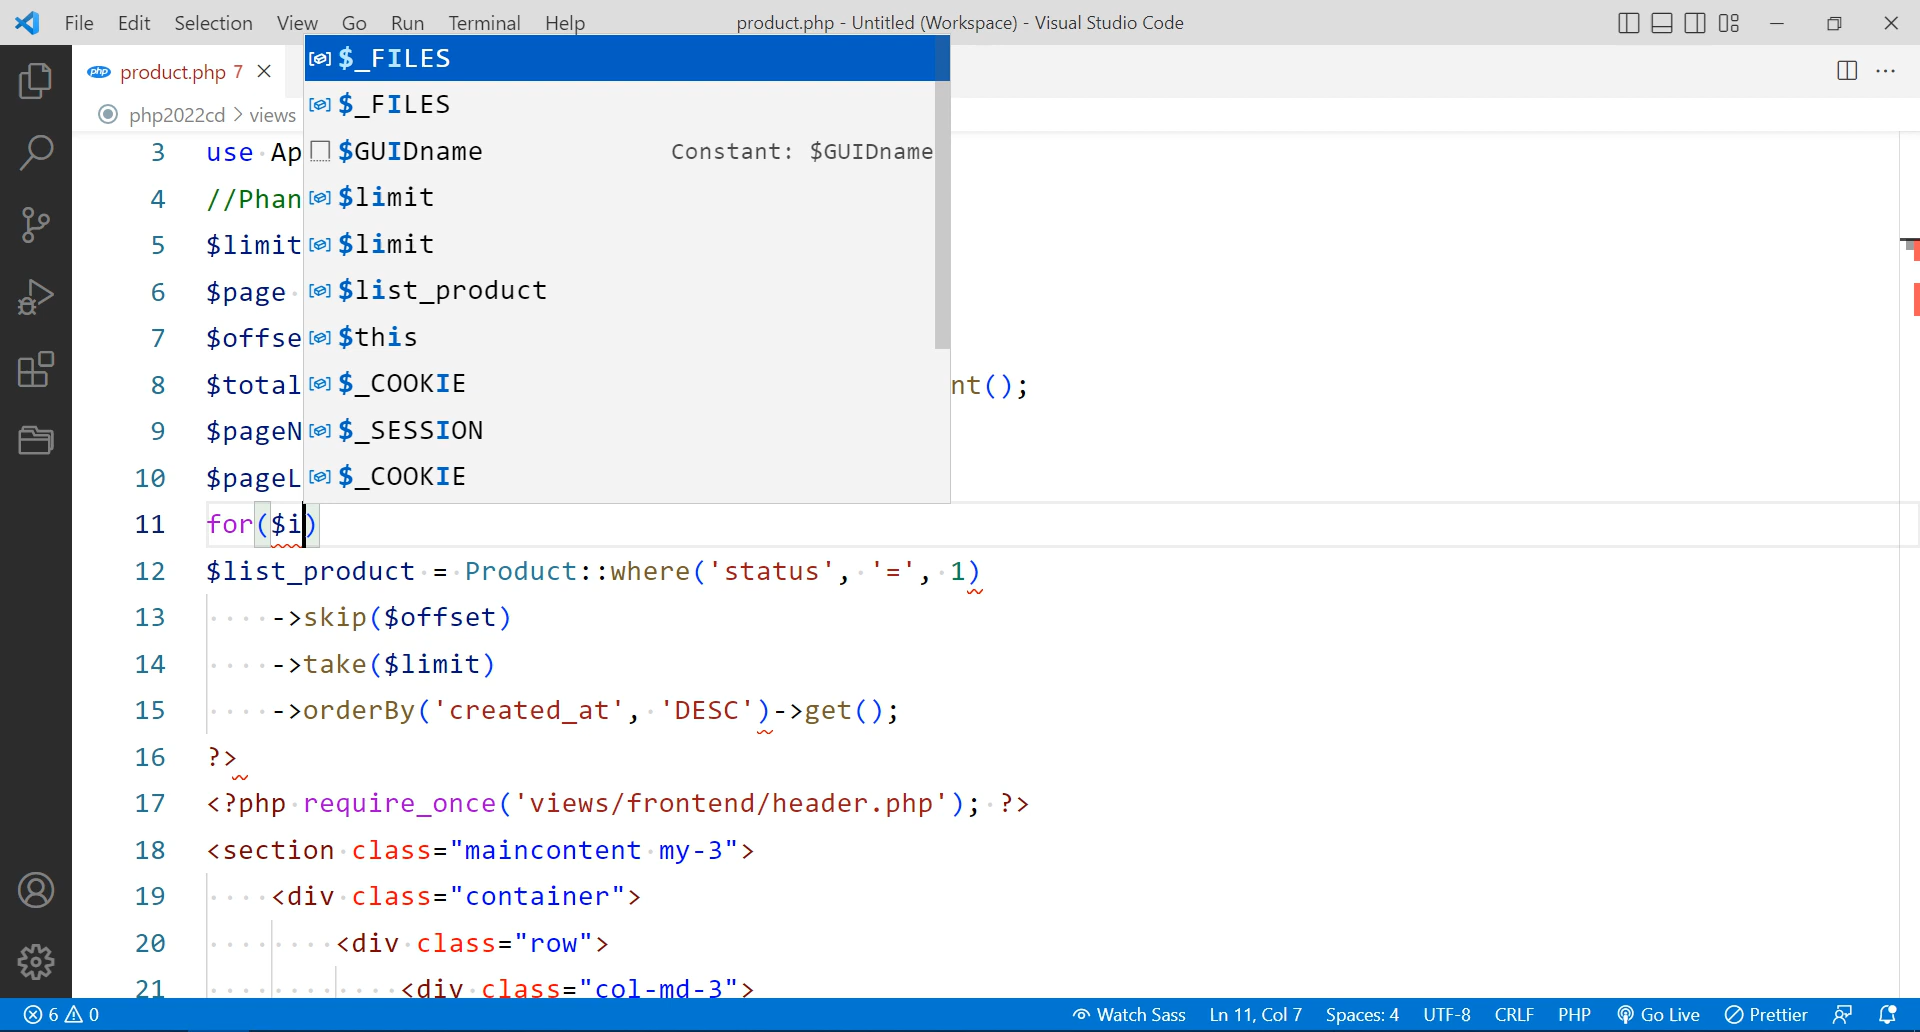 File Edit Selection View Go Run Terminal Help product.php - Untitled (Workspace) - Visual Studio Code
php product.php 7
php2022cd > views
$_FILES
$_FILES
$GUIDname Constant: $GUIDname
$limit
$limit
$list_product
$this
$_COOKIE
$_SESSION
$_COOKIE
3 use Ap
4 //Phan
5 $limit
6 $page
7 $offse
8 $total nt();
9 $pageN
10 $pageL
11 for($i)
12 $list_product = Product::where('status', '=', 1)
13 ->skip($offset)
14 ->take($limit)
15 ->orderBy('created_at', 'DESC')->get();
16 ?>
17 <?php require_once('views/frontend/header.php'); ?>
18 <section class="maincontent my-3">
19 <div class="container">
20 <div class="row">
21 <div class="col-md-3">
6 0 Watch Sass Ln 11, Col 7 Spaces: 4 UTF-8 CRLF PHP Go Live Prettier